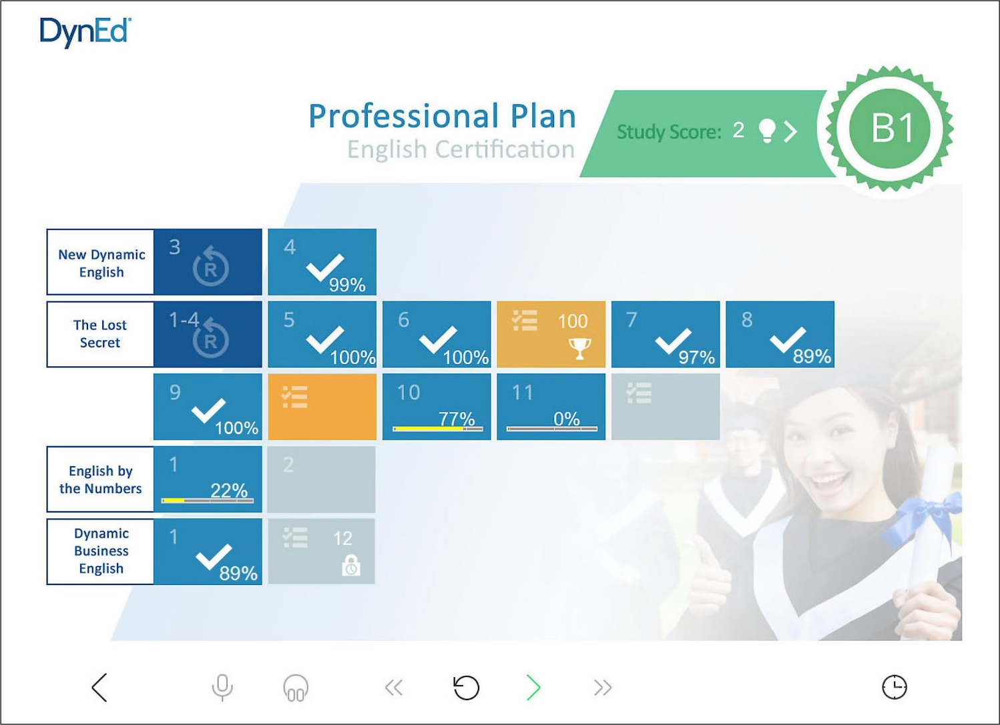 DynEd®
Professional Plan
English Certification
Study Score: 2
B1
New Dynamic
English
3
R
4
99%
The Lost
Secret
1-4
R
5
100%
6
100%
100
7
97%
8
89%
9
100%
10
77%
11
0%
English by
the Numbers
1
22%
2
Dynamic
Business
English
1
89%
12